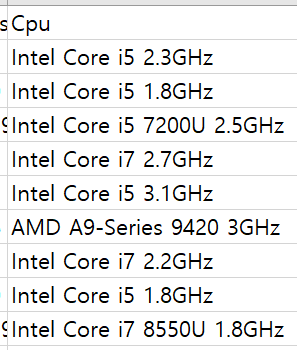 s Cpu
Intel Core i5 2.3GHz
Intel Core i5 1.8GHz
Intel Core i5 7200U 2.5GHz
Intel Core i7 2.7GHz
Intel Core i5 3.1GHz
AMD A9-Series 9420 3GHz
Intel Core i7 2.2GHz
Intel Core i5 1.8GHz
Intel Core i7 8550U 1.8GHz